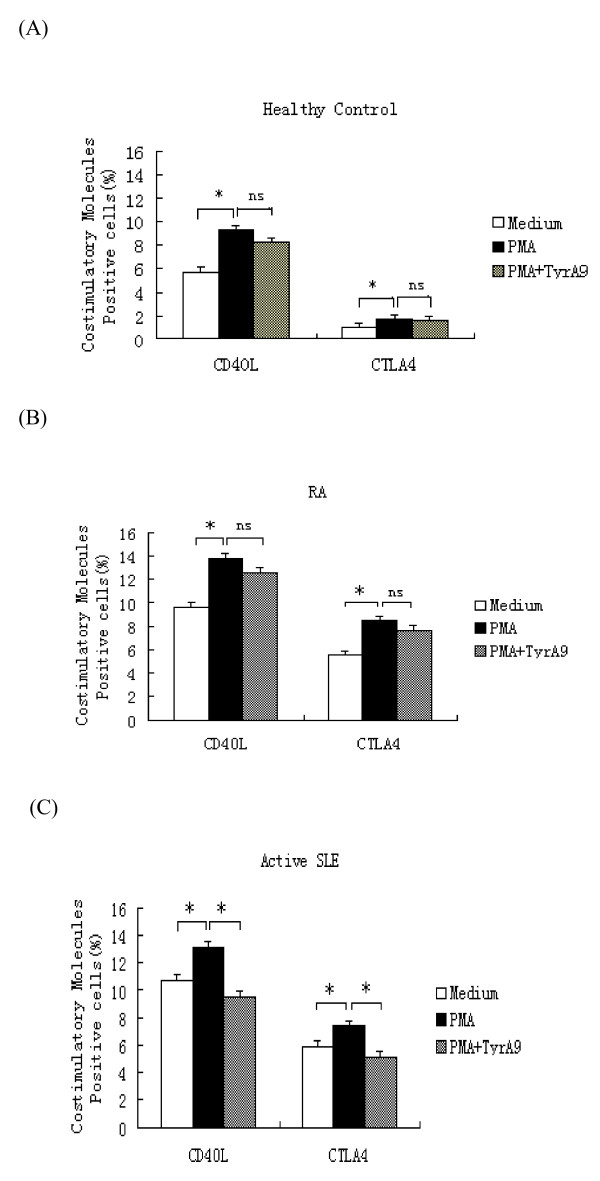 (A)
Healthy Control
Costimulatory Molecules
Positive cells(%)
16
14
12
10
8
6
4
2
0
* ns
* ns
CD40L CTLA4
Medium
PMA
PMA+TyrA9
(B)
RA
Costimulatory Molecules
Positive cells(%)
16
14
12
10
8
6
4
2
0
* ns
* ns
CD40L CTLA4
Medium
PMA
PMA+TyrA9
(C)
Active SLE
Costimulatory Molecules
Positive cells(%)
16
14
12
10
8
6
4
2
0
* *
* *
CD40L CTLA4
Medium
PMA
PMA+TyrA9